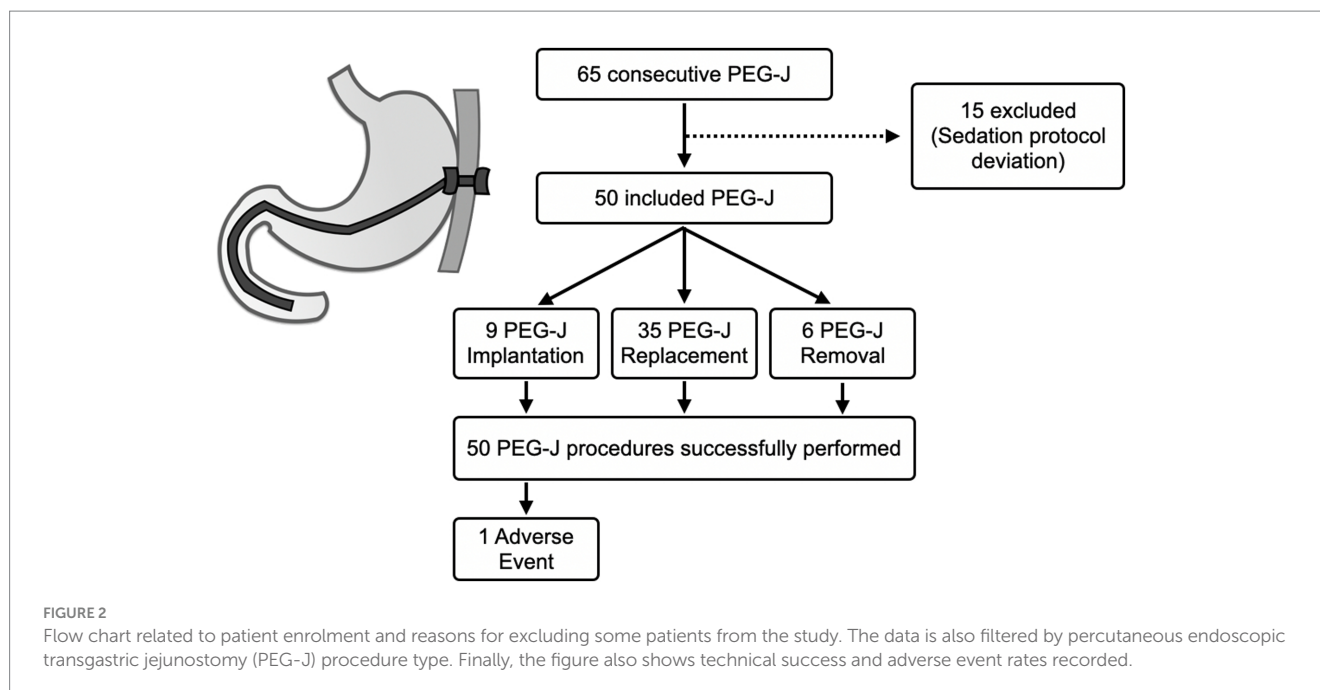 65 consecutive PEG-J
15 excluded
(Sedation protocol
deviation)
50 included PEG-J
9 PEG-J
Implantation
35 PEG-J
Replacement
6 PEG-J
Removal
50 PEG-J procedures successfully performed
1 Adverse
Event
FIGURE 2
Flow chart related to patient enrolment and reasons for excluding some patients from the study. The data is also filtered by percutaneous endoscopic
transgastric jejunostomy (PEG-J) procedure type. Finally, the figure also shows technical success and adverse event rates recorded.